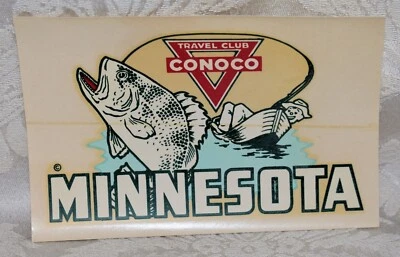 TRAVEL CLUB
CONOCO
©
MINNESOTA